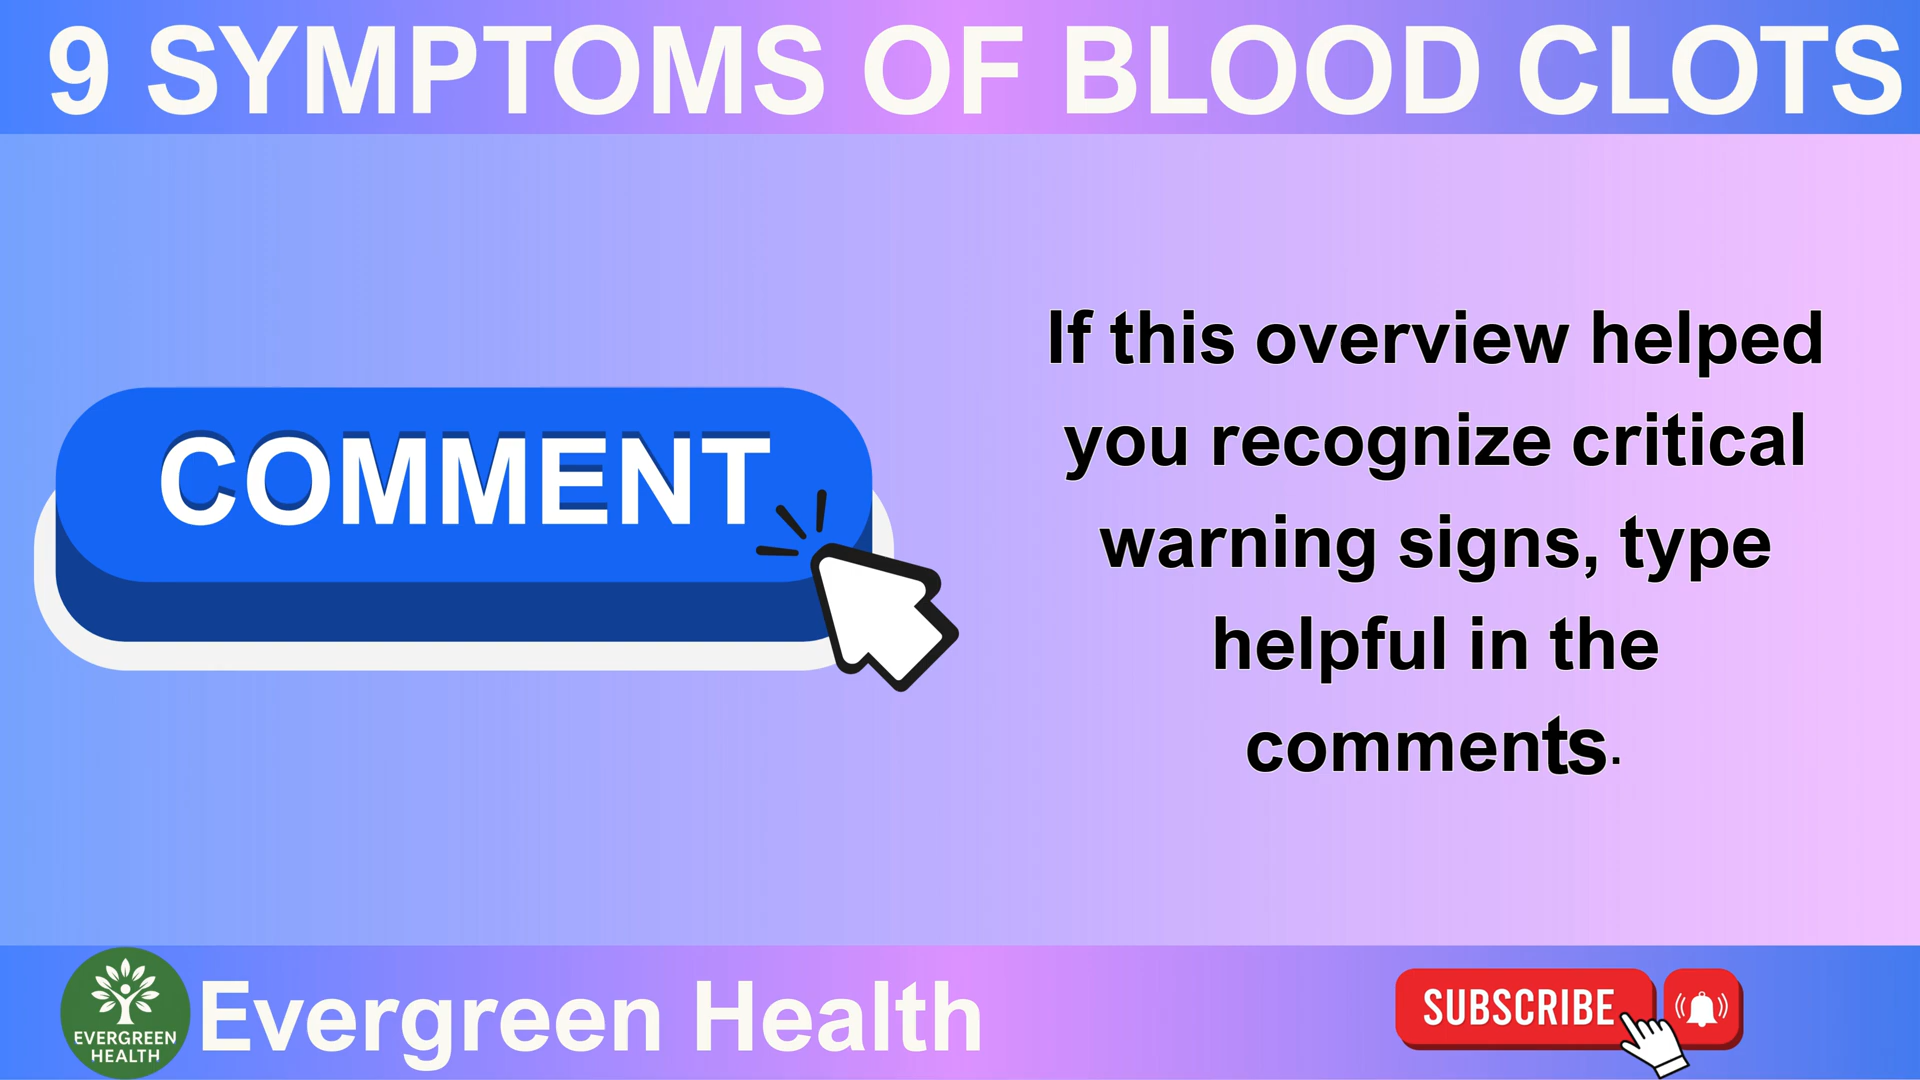 9 SYMPTOMS OF BLOOD CLOTS
COMMENT
If this overview helped
you recognize critical
warning signs, type
helpful in the
comments.
EVERGREEN
HEALTH
Evergreen Health
SUBSCRIBE